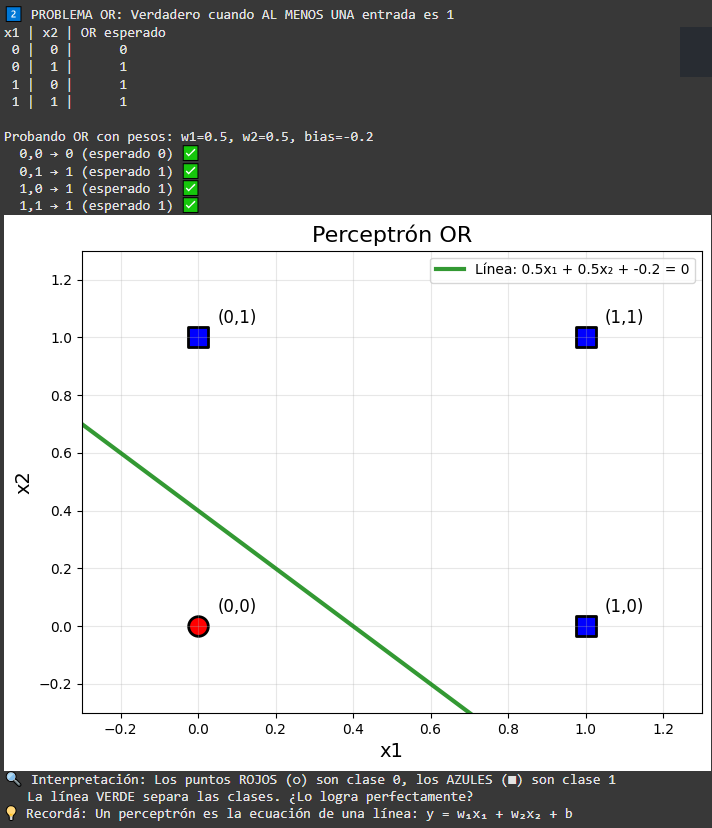 2️⃣ PROBLEMA OR: Verdadero cuando AL MENOS UNA entrada es 1
x1 | x2 | OR esperado
0 | 0 | 0
0 | 1 | 1
1 | 0 | 1
1 | 1 | 1
Probando OR con pesos: w1=0.5, w2=0.5, bias=-0.2
0,0 → 0 (esperado 0) ✅
0,1 → 1 (esperado 1) ✅
1,0 → 1 (esperado 1) ✅
1,1 → 1 (esperado 1) ✅
Perceptrón OR
Línea: 0.5x₁ + 0.5x₂ + -0.2 = 0
1.2
(0,1) (1,1)
1.0
0.8
0.6
x2
0.4
0.2
(0,0) (1,0)
0.0
−0.2
−0.2 0.0 0.2 0.4 0.6 0.8 1.0 1.2
x1
🔍 Interpretación: Los puntos ROJOS (○) son clase 0, los AZULES (■) son clase 1
La línea VERDE separa las clases. ¿Lo logra perfectamente?
💡 Recordá: Un perceptrón es la ecuación de una línea: y = w₁x₁ + w₂x₂ + b